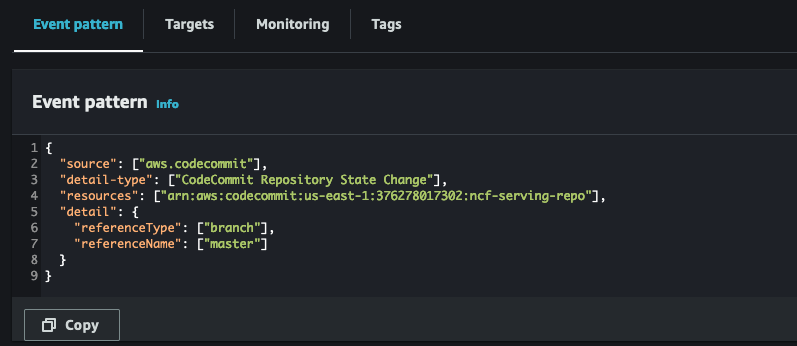 Event pattern Targets Monitoring Tags
Event pattern Info
1 {
2 "source": ["aws.codecommit"],
3 "detail-type": ["CodeCommit Repository State Change"],
4 "resources": ["arn:aws:codecommit:us-east-1:376278017302:ncf-serving-repo"],
5 "detail": {
6 "referenceType": ["branch"],
7 "referenceName": ["master"]
8 }
9 }
Copy